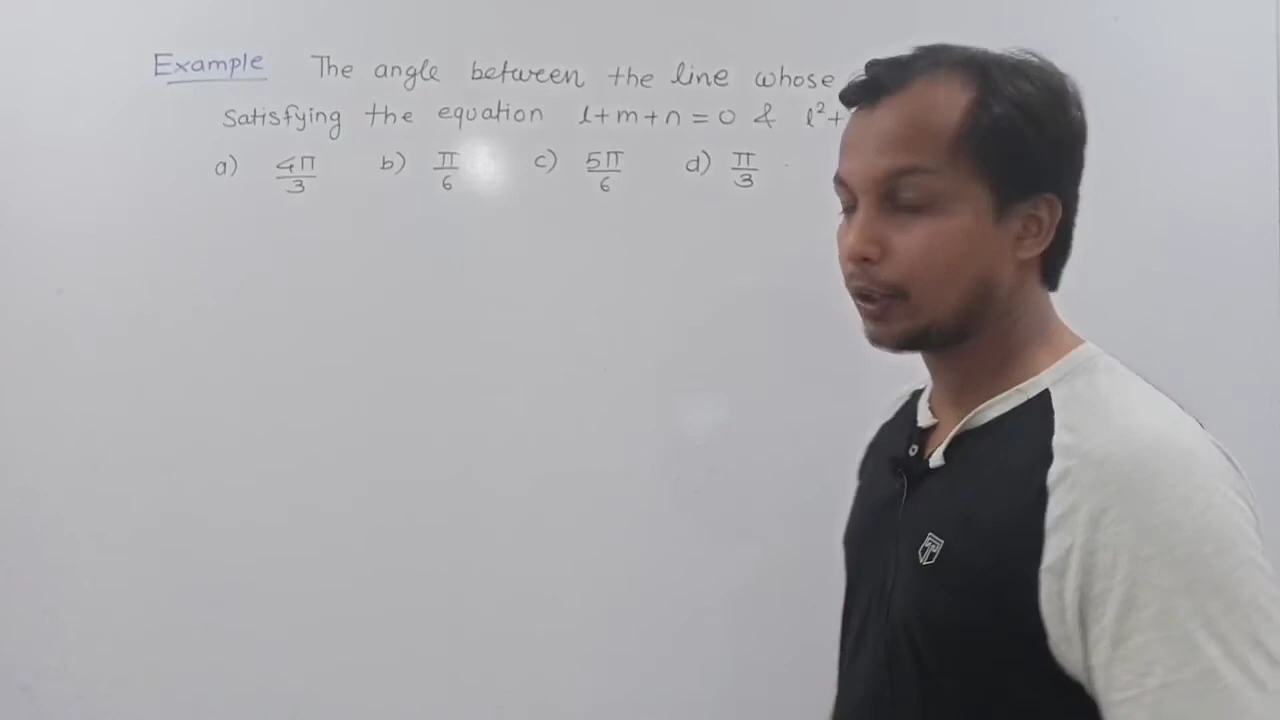 Example The angle between the line whose
Satisfying the equation l+m+n=0 & l²+
a) 4π/3 b) π/6 c) 5π/6 d) π/3